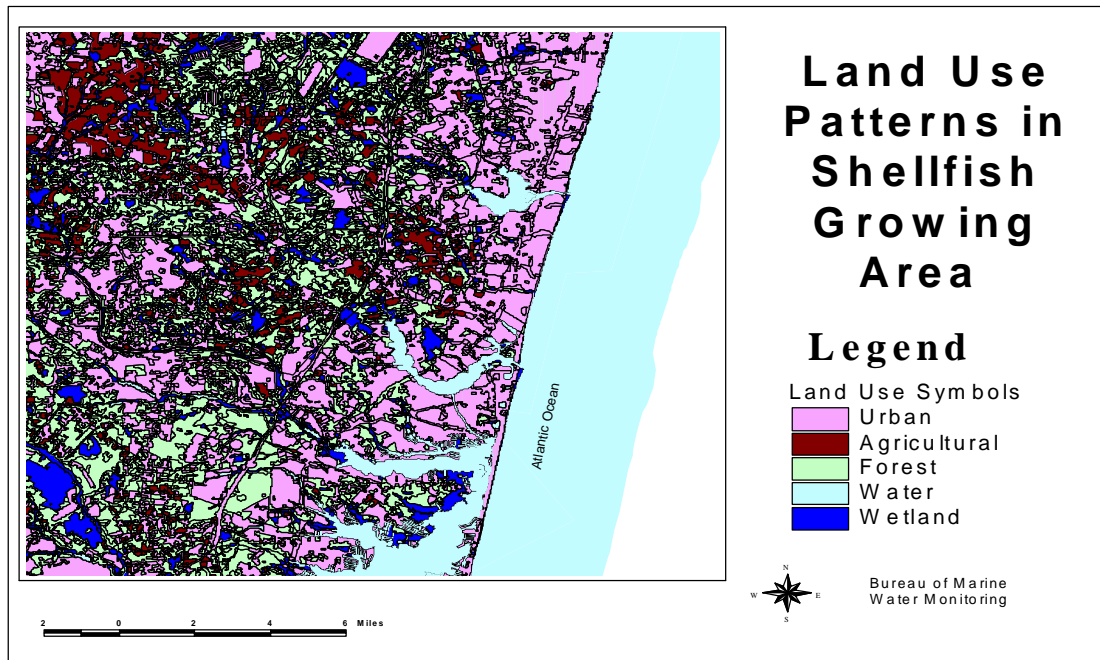 Land Use
Patterns in
Shellfish
Growing
Area
Legend
Land Use Symbols
Urban
Agricultural
Forest
Water
Wetland
Atlantic Ocean
N
W E
S
Bureau of Marine
Water Monitoring
2 0 2 4 6 Miles